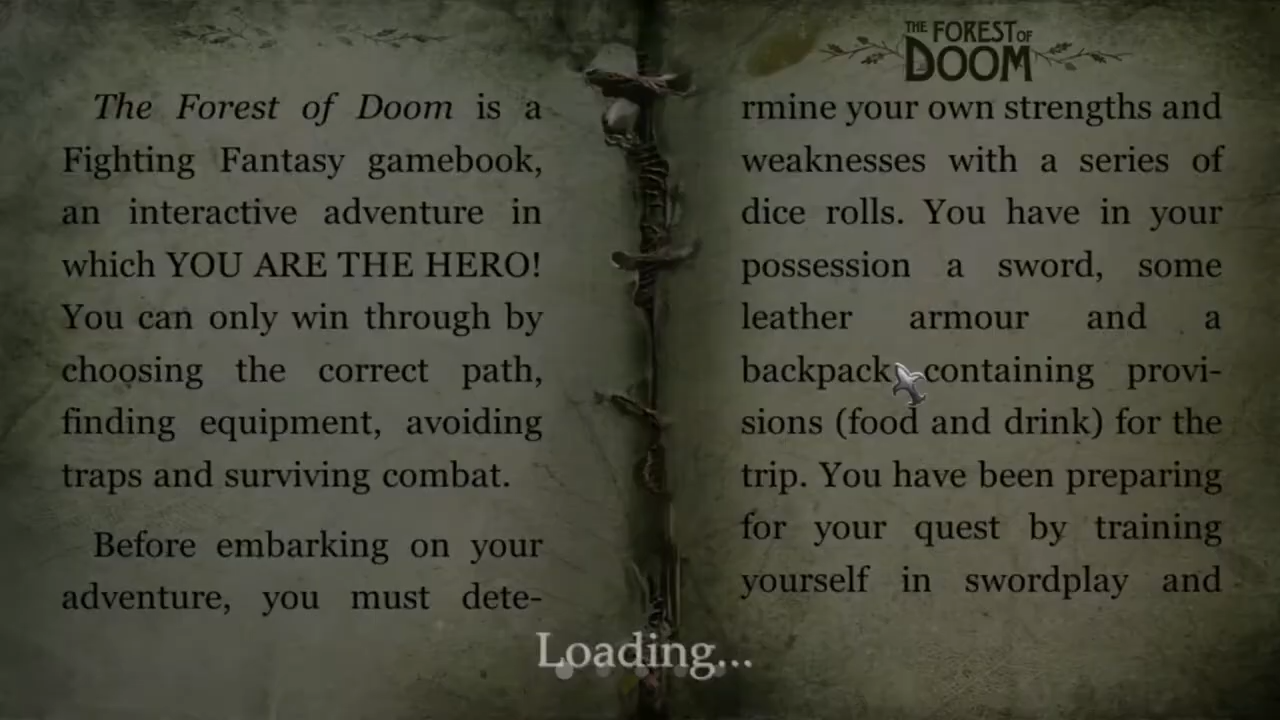 The Forest of Doom is a
Fighting Fantasy gamebook,
an interactive adventure in
which YOU ARE THE HERO!
You can only win through by
choosing the correct path,
finding equipment, avoiding
traps and surviving combat.
Before embarking on your
adventure, you must dete-
THE FOREST OF
DOOM
rmine your own strengths and
weaknesses with a series of
dice rolls. You have in your
possession a sword, some
leather armour and a
backpack containing provi-
sions (food and drink) for the
trip. You have been preparing
for your quest by training
yourself in swordplay and
Loading...